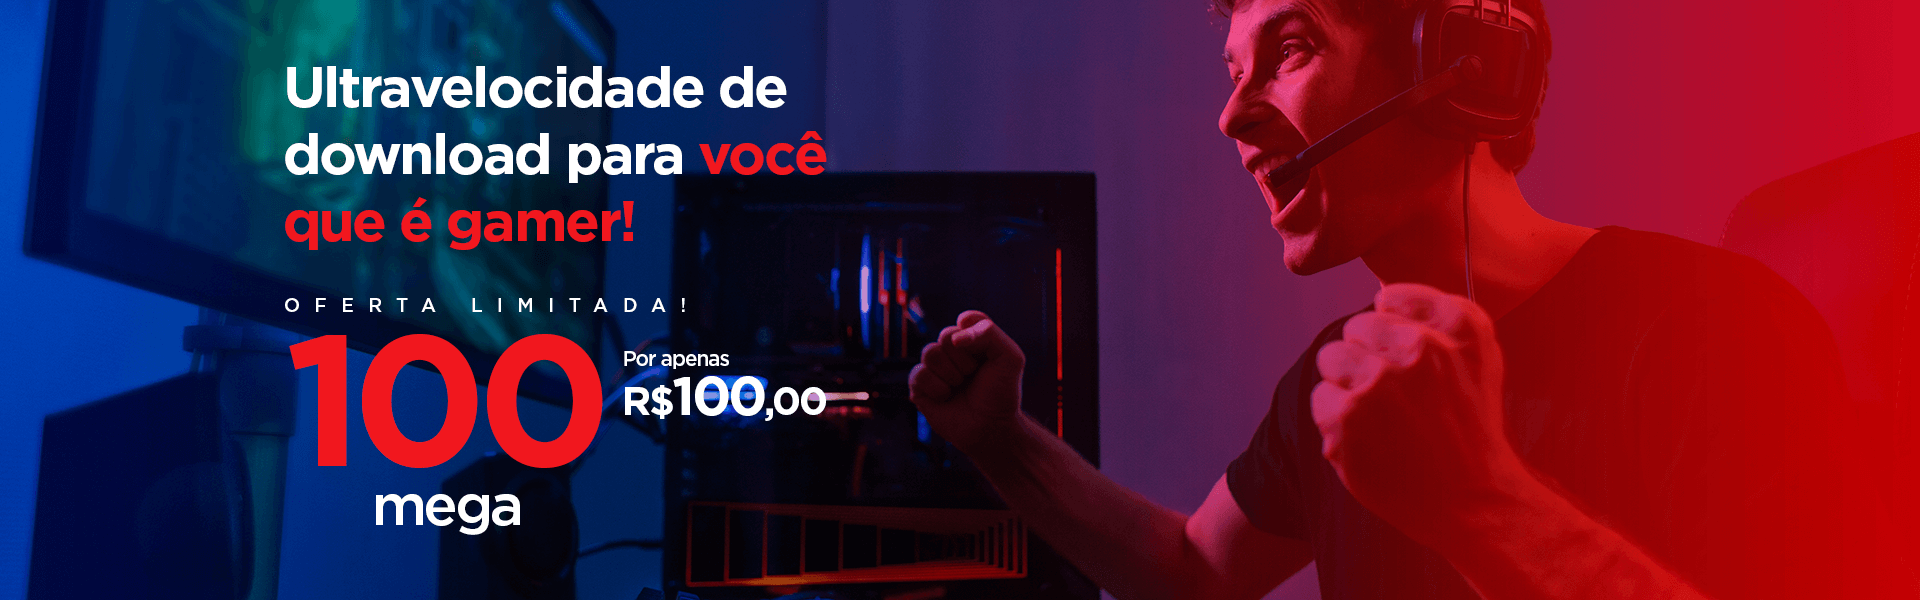 Ultravelocidade de
download para você
que é gamer!
OFERTA LIMITADA!
100
mega
Por apenas
R$100,00